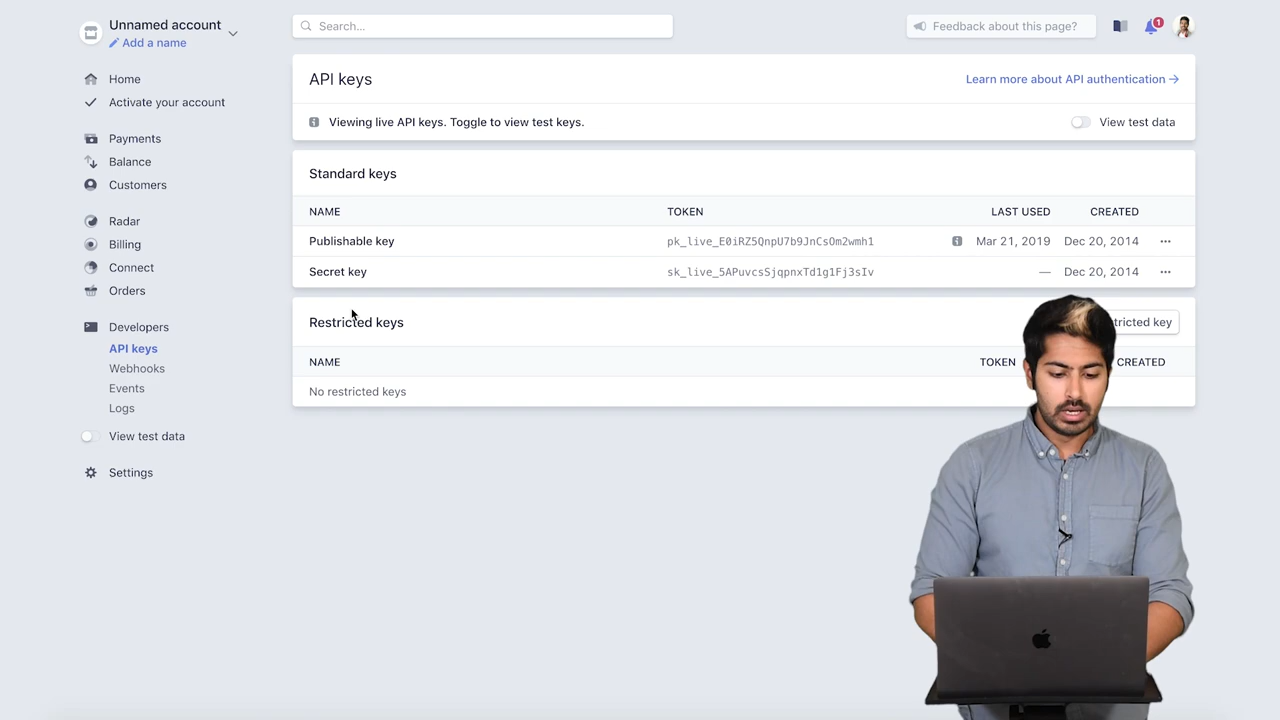 Unnamed account
Add a name
Search...
Feedback about this page?
1
Home
Activate your account
Payments
Balance
Customers
Radar
Billing
Connect
Orders
Developers
API keys
Webhooks
Events
Logs
View test data
Settings
API keys
Learn more about API authentication →
Viewing live API keys. Toggle to view test keys.
View test data
Standard keys
NAME TOKEN LAST USED CREATED
Publishable key pk_live_E0iRZ5QnpU7b9JnCsOm2wmh1 Mar 21, 2019 Dec 20, 2014
Secret key sk_live_5APuvcsSjqpnxTd1g1Fj3sIv — Dec 20, 2014
Restricted keys
key
NAME TOKEN CREATED
No restricted keys